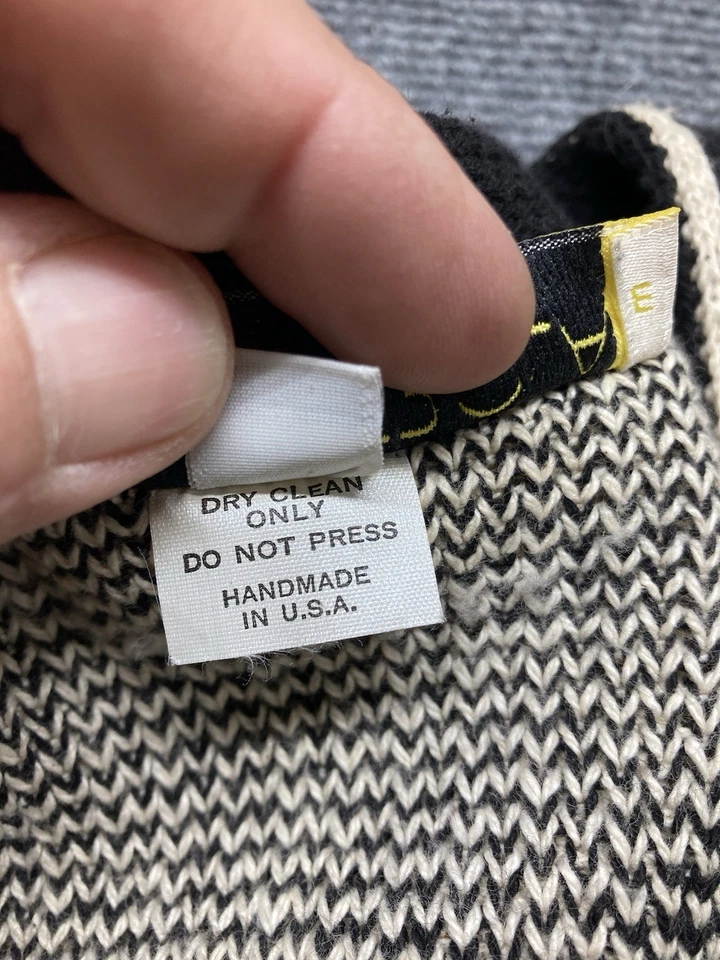 E
DRY CLEAN
ONLY
DO NOT PRESS
HANDMADE
IN U.S.A.